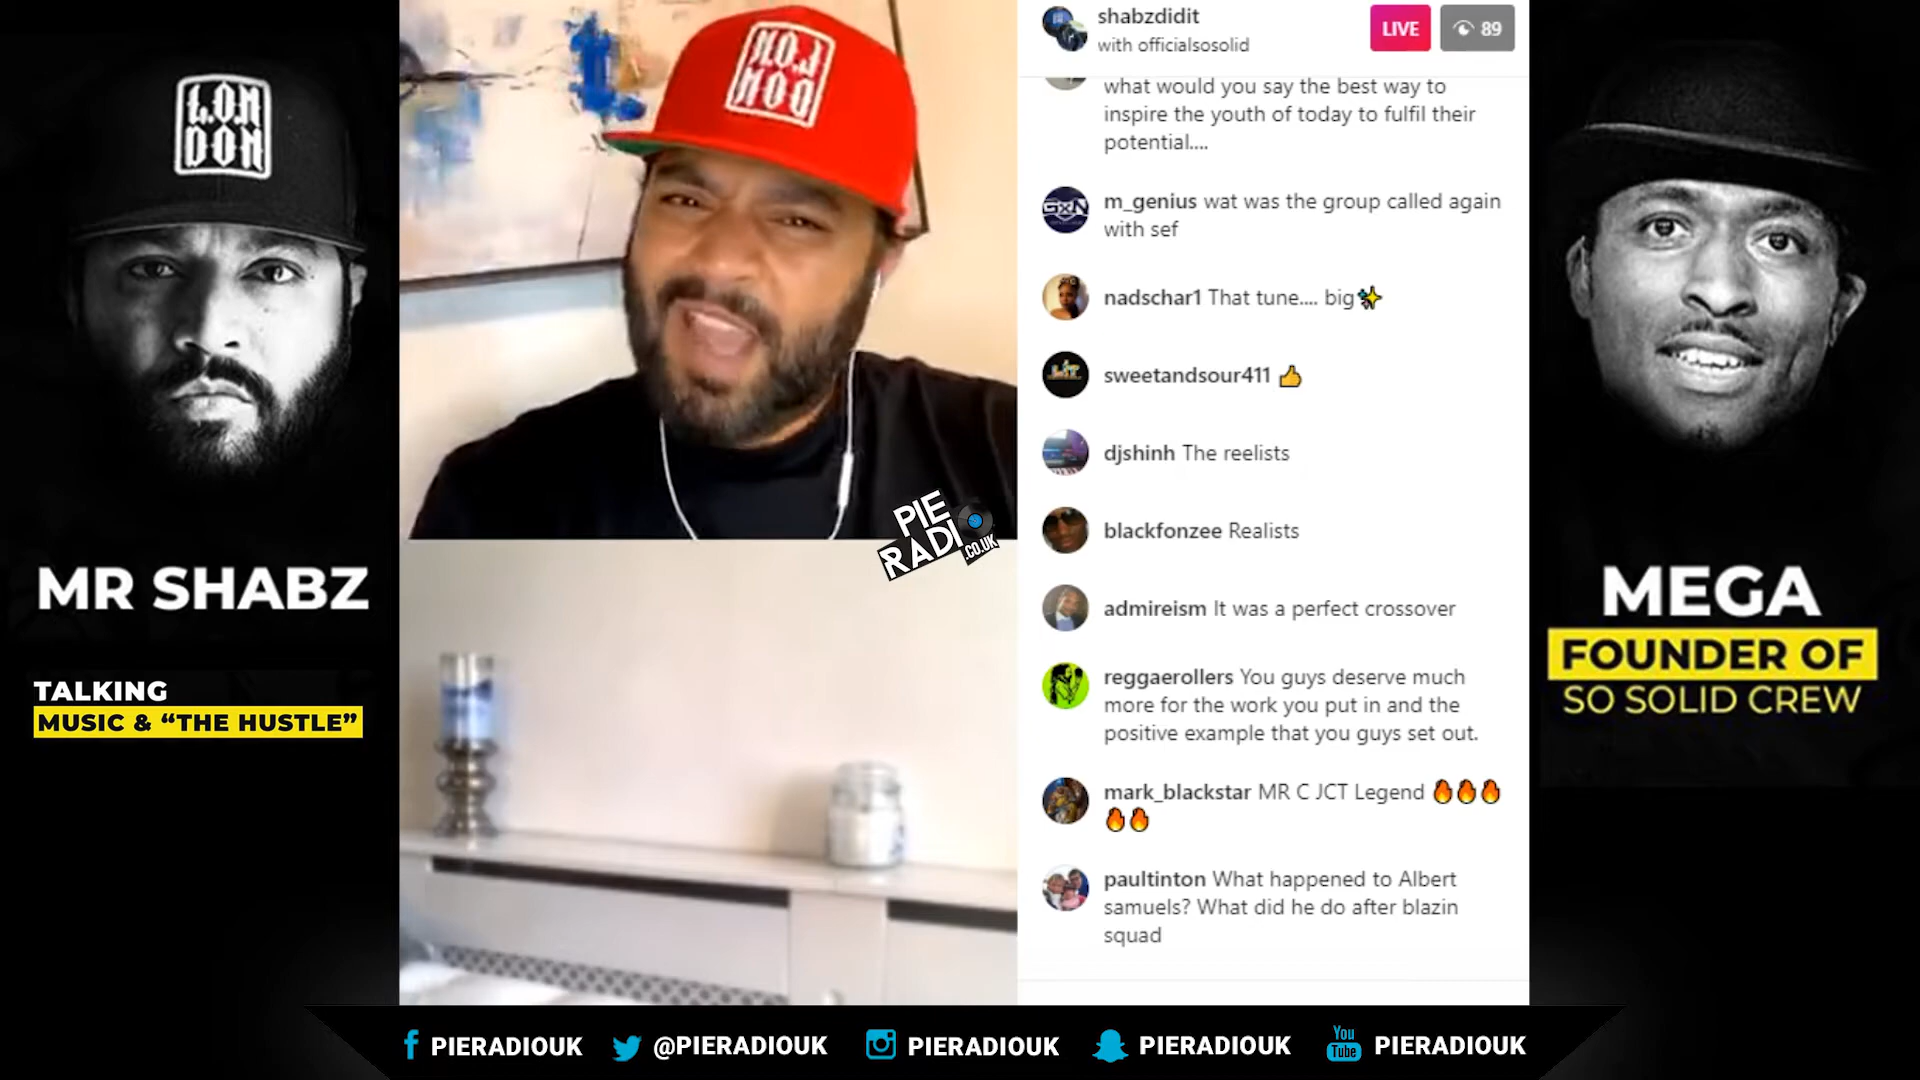 LON
DON
MR SHABZ
TALKING
MUSIC & “THE HUSTLE”
LON
DON
PIE
RADIO
.CO.UK
shabzdidit
with officialsosolid
LIVE
89
what would you say the best way to
inspire the youth of today to fulfil their
potential....
GXN
m_genius wat was the group called again
with sef
nadschar1 That tune.... big✨
LIT
sweetandsour411 👍
djshinh The reelists
blackfonzee Realists
admireism It was a perfect crossover
reggaerollers You guys deserve much
more for the work you put in and the
positive example that you guys set out.
mark_blackstar MR C JCT Legend 🔥🔥🔥
🔥🔥
paultinton What happened to Albert
samuels? What did he do after blazin
squad
MEGA
FOUNDER OF
SO SOLID CREW
f PIERADIOUK
@PIERADIOUK
PIERADIOUK
PIERADIOUK
You
Tube
PIERADIOUK